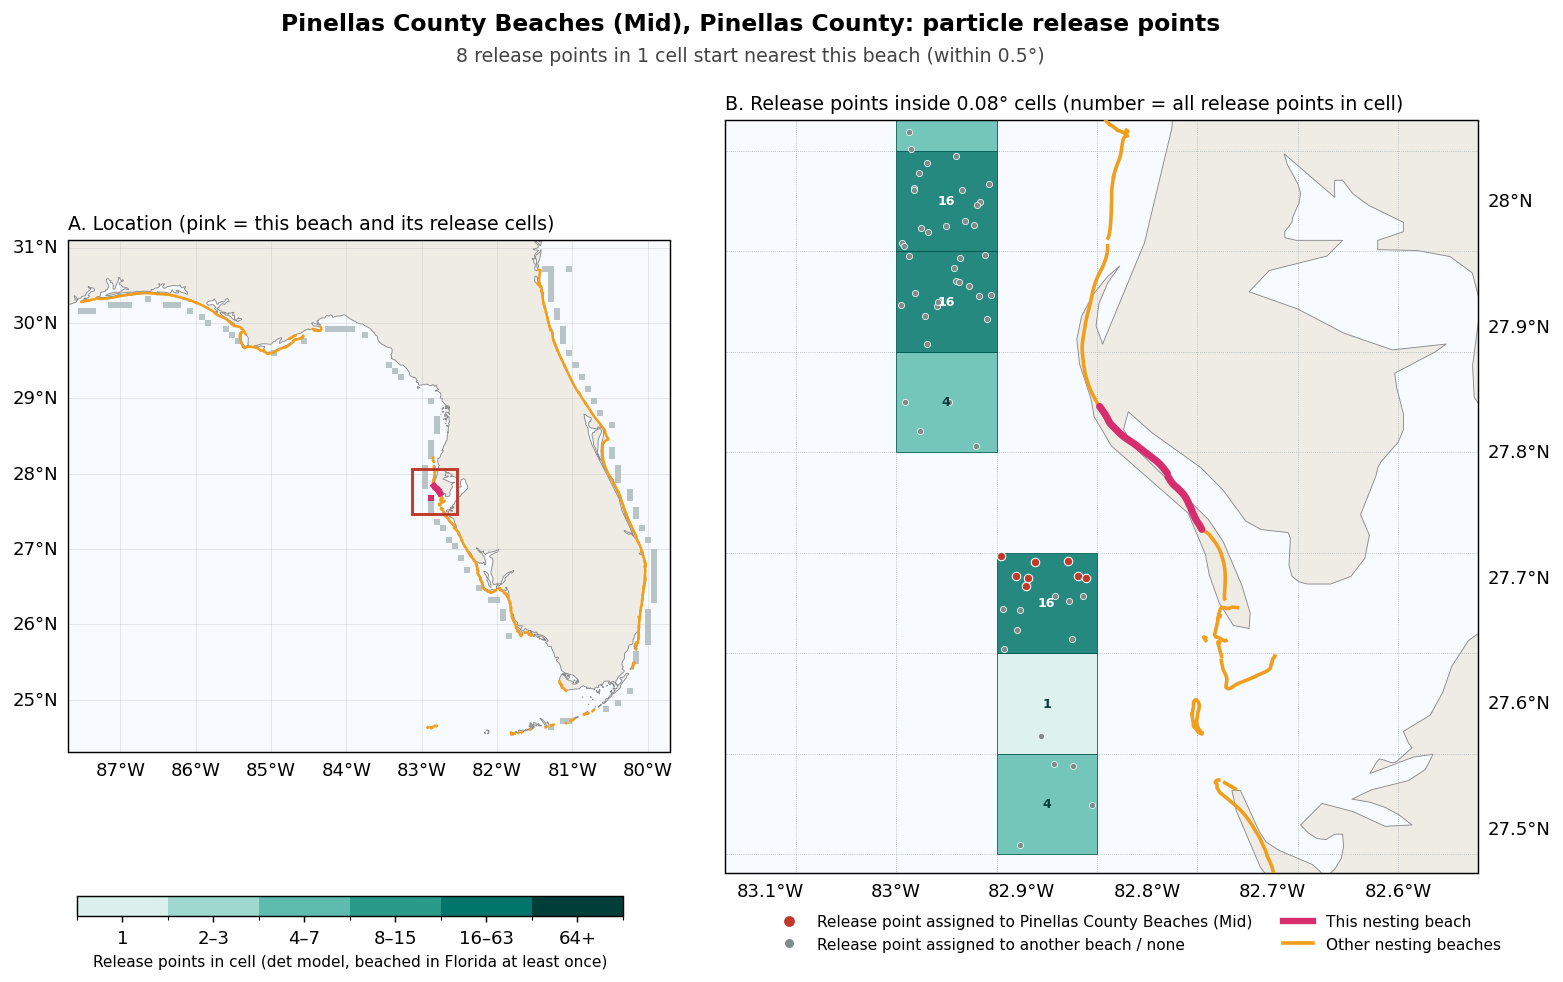 Pinellas County Beaches (Mid), Pinellas County: particle release points
8 release points in 1 cell start nearest this beach (within 0.5°)
A. Location (pink = this beach and its release cells)
31°N
30°N
29°N
28°N
27°N
26°N
25°N
87°W 86°W 85°W 84°W 83°W 82°W 81°W 80°W
1 2–3 4–7 8–15 16–63 64+
Release points in cell (det model, beached in Florida at least once)
B. Release points inside 0.08° cells (number = all release points in cell)
16
16
4
16
1
4
28°N
27.9°N
27.8°N
27.7°N
27.6°N
27.5°N
83.1°W 83°W 82.9°W 82.8°W 82.7°W 82.6°W
Release point assigned to Pinellas County Beaches (Mid)
Release point assigned to another beach / none
This nesting beach
Other nesting beaches